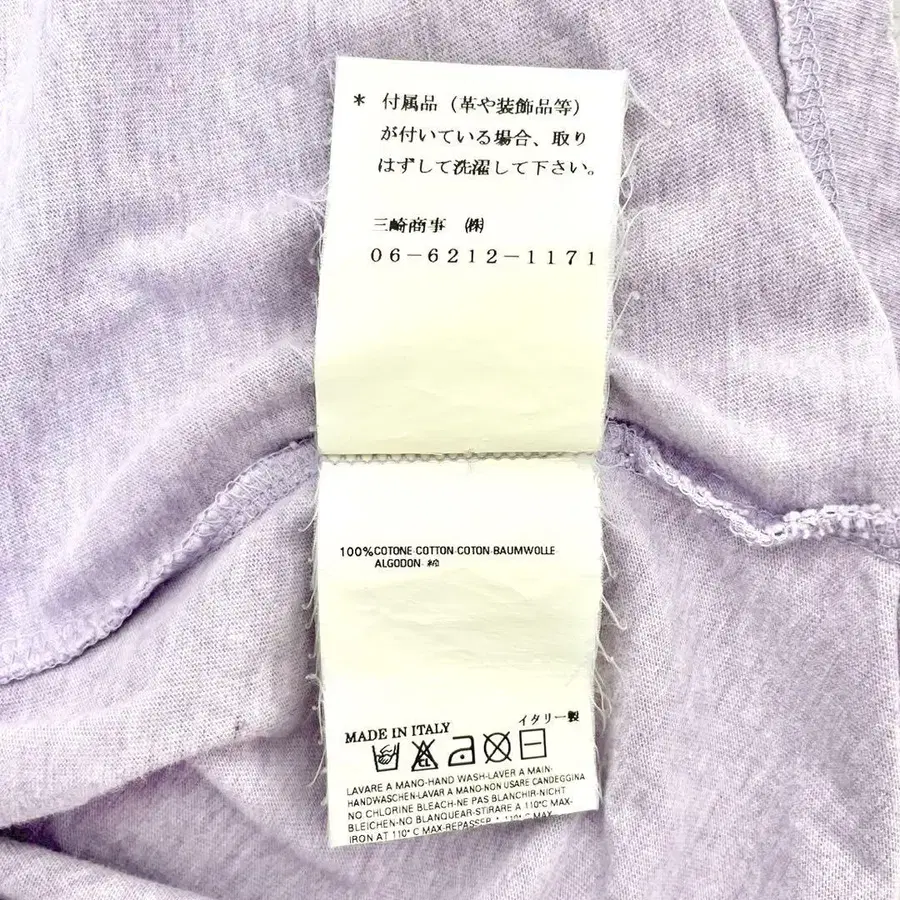 * 付属品(革や装飾品等)
が付いている場合、取り
はずして洗濯して下さい。
三崎商事 ㈱
06-6212-1171
100%COTONE·COTTON·COTON·BAUMWOLLE
ALGODON· 綿
MADE IN ITALY イタリー製
CL
LAVARE A MANO-HAND WASH-LAVER A MAIN-
HANDWASCHEN-LAVAR A MANO-NON USARE CANDEGGINA
NO CHLORINE BLEACH-NE PAS BLANCHIR-NICHT
BLEICHEN-NO BLANQUEAR-STIRARE A 110°C MAX-
IRON AT 110° C MAX-REPASSER A 110°C MAX